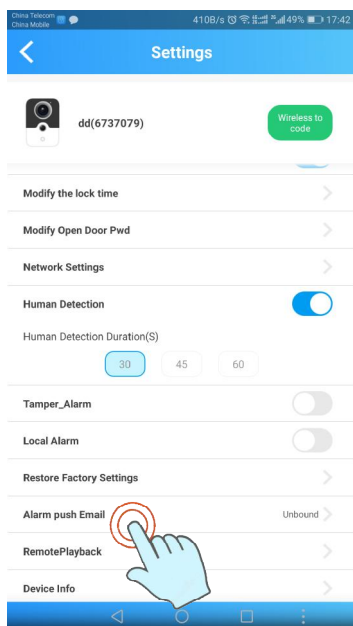 China Telecom
China Mobile
410B/s 49% 17:42
Settings
dd(6737079)
Wireless to
code
Modify the lock time
Modify Open Door Pwd
Network Settings
Human Detection
Human Detection Duration(S)
30 45 60
Tamper_Alarm
Local Alarm
Restore Factory Settings
Alarm push Email Unbound
RemotePlayback
Device Info